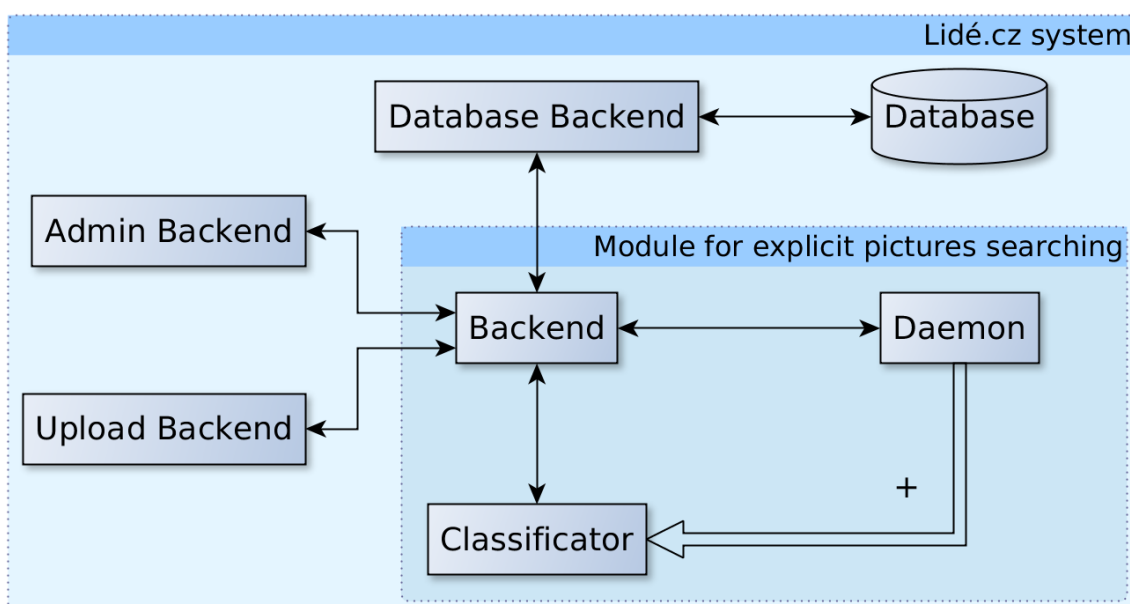 Lidé.cz system
Database Backend
Database
Admin Backend
Module for explicit pictures searching
Backend
Daemon
Upload Backend
+
Classificator